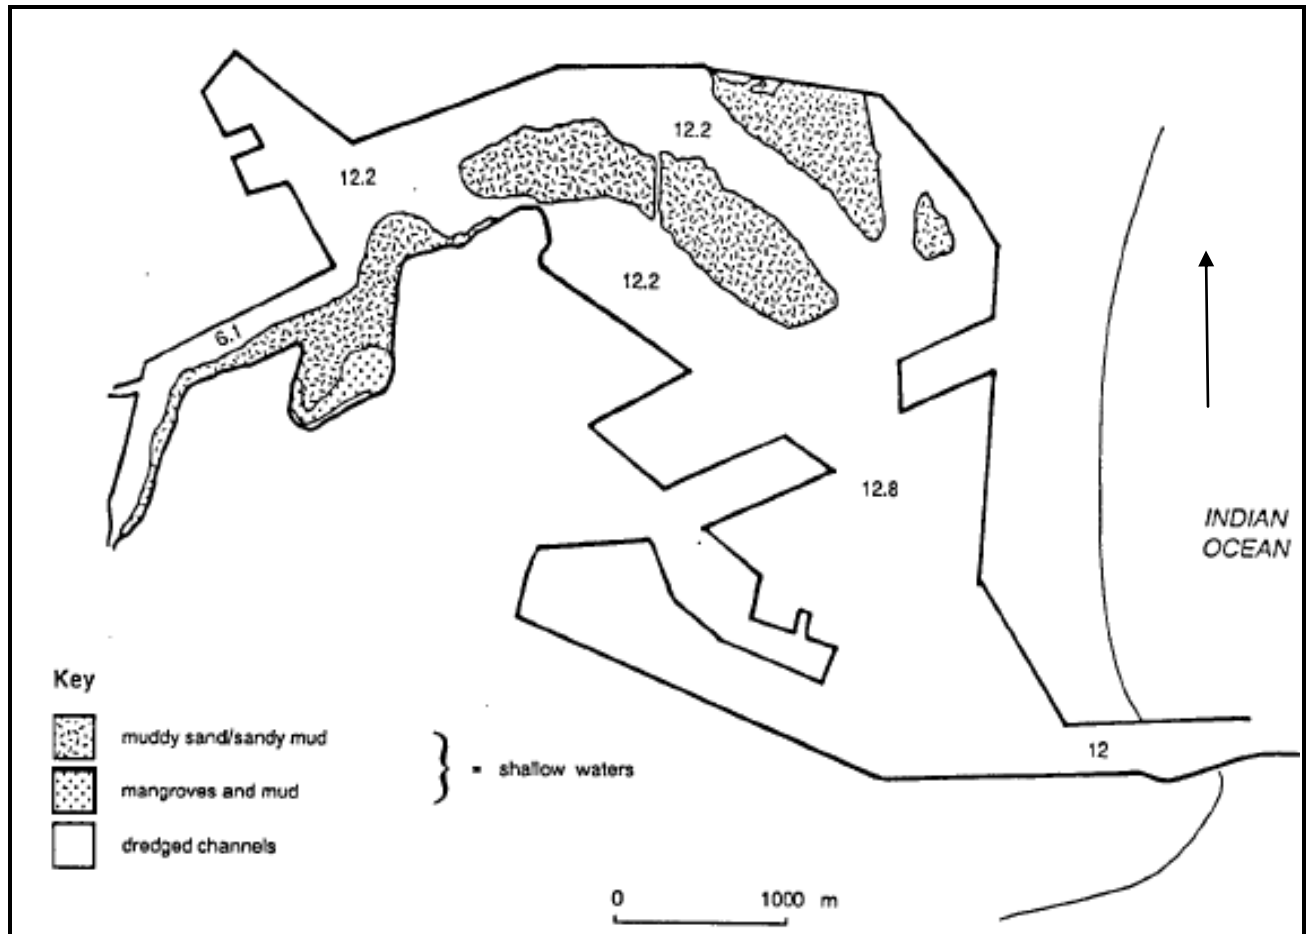 12.2
12.2
12.2
6.1
12.8
INDIAN
OCEAN
12
Key
muddy sand/sandy mud
mangroves and mud
} = shallow waters
dredged channels
0 1000 m